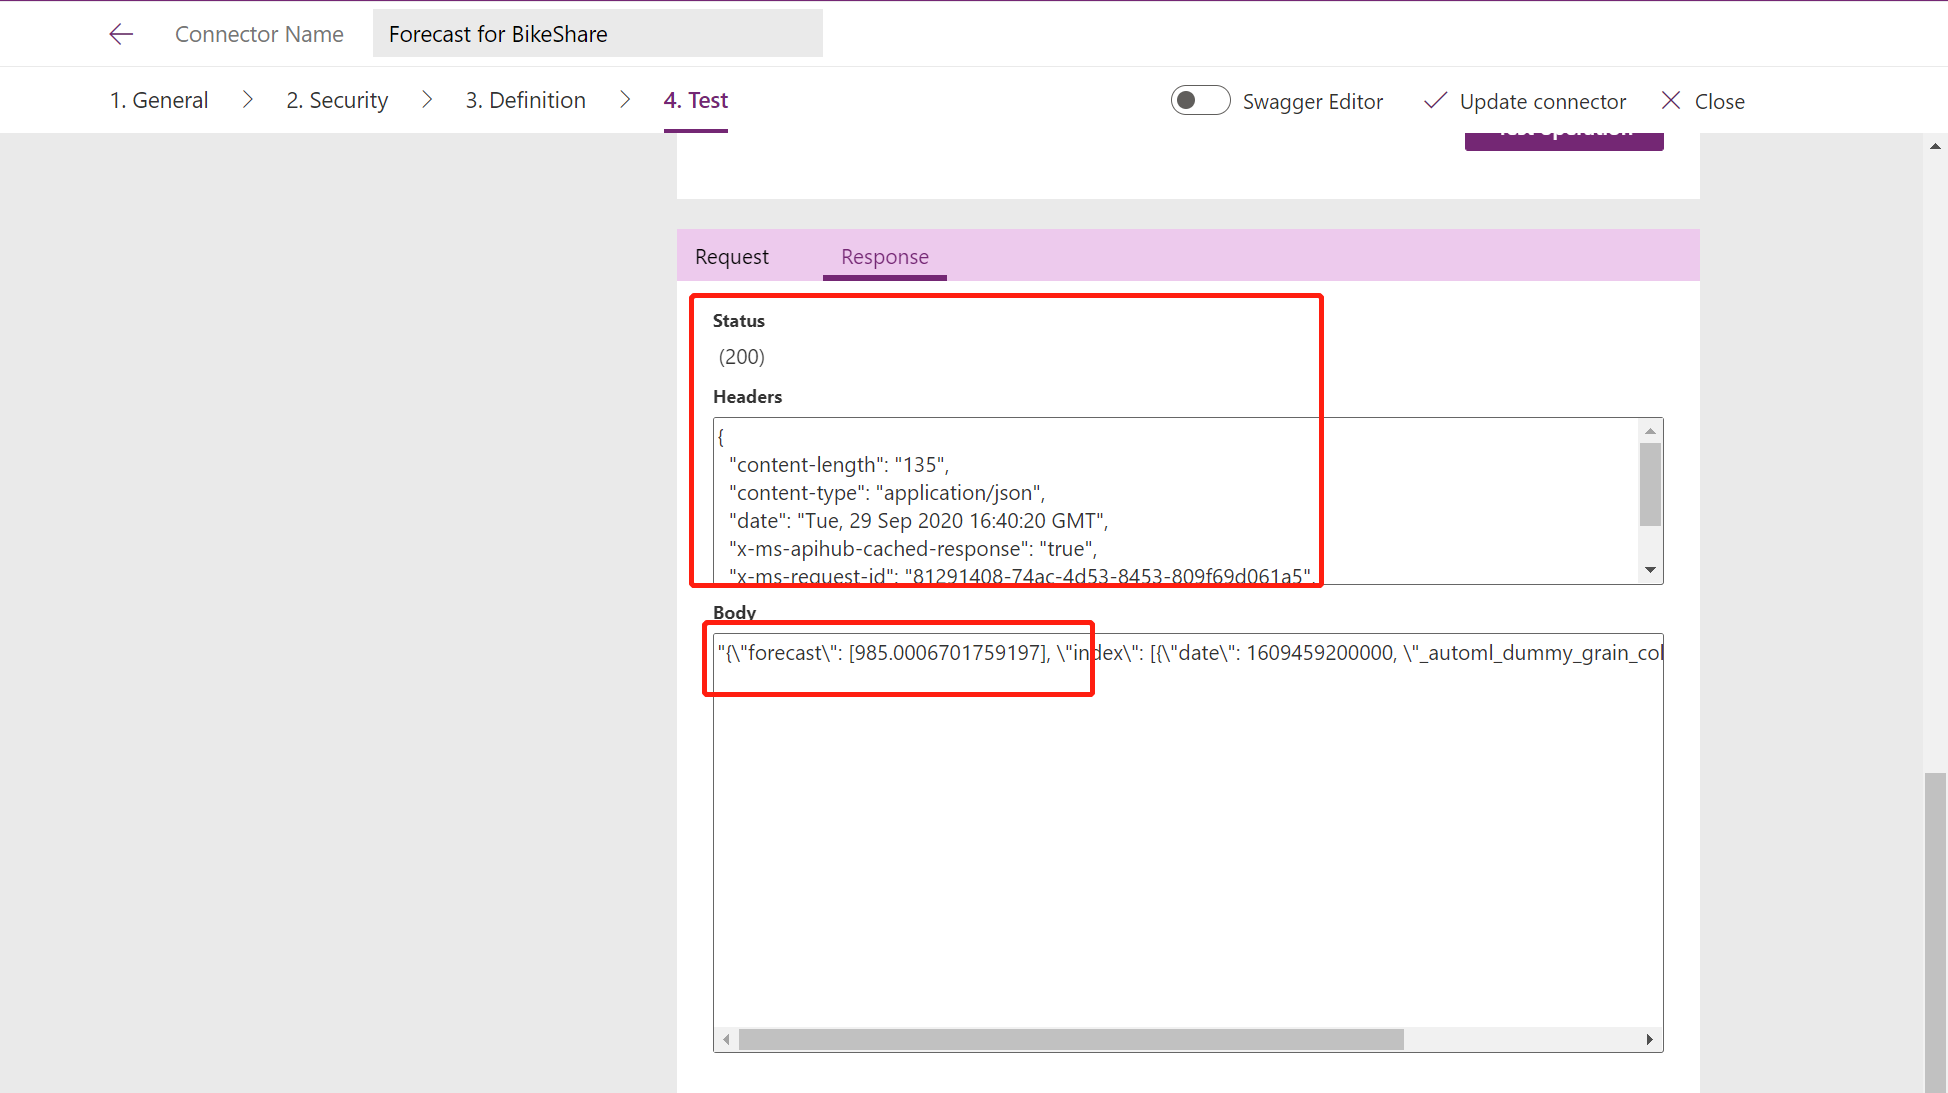 Connector Name Forecast for BikeShare
1. General 2. Security 3. Definition 4. Test Swagger Editor Update connector Close
Test operation
Request Response
Status
(200)
Headers
{
"content-length": "135",
"content-type": "application/json",
"date": "Tue, 29 Sep 2020 16:40:20 GMT",
"x-ms-apihub-cached-response": "true",
"x-ms-request-id": "81291408-74ac-4d53-8453-809f69d061a5",
Body
"{\"forecast\": [985.0006701759197], \"index\": [{\"date\": 1609459200000, \"_automl_dummy_grain_col